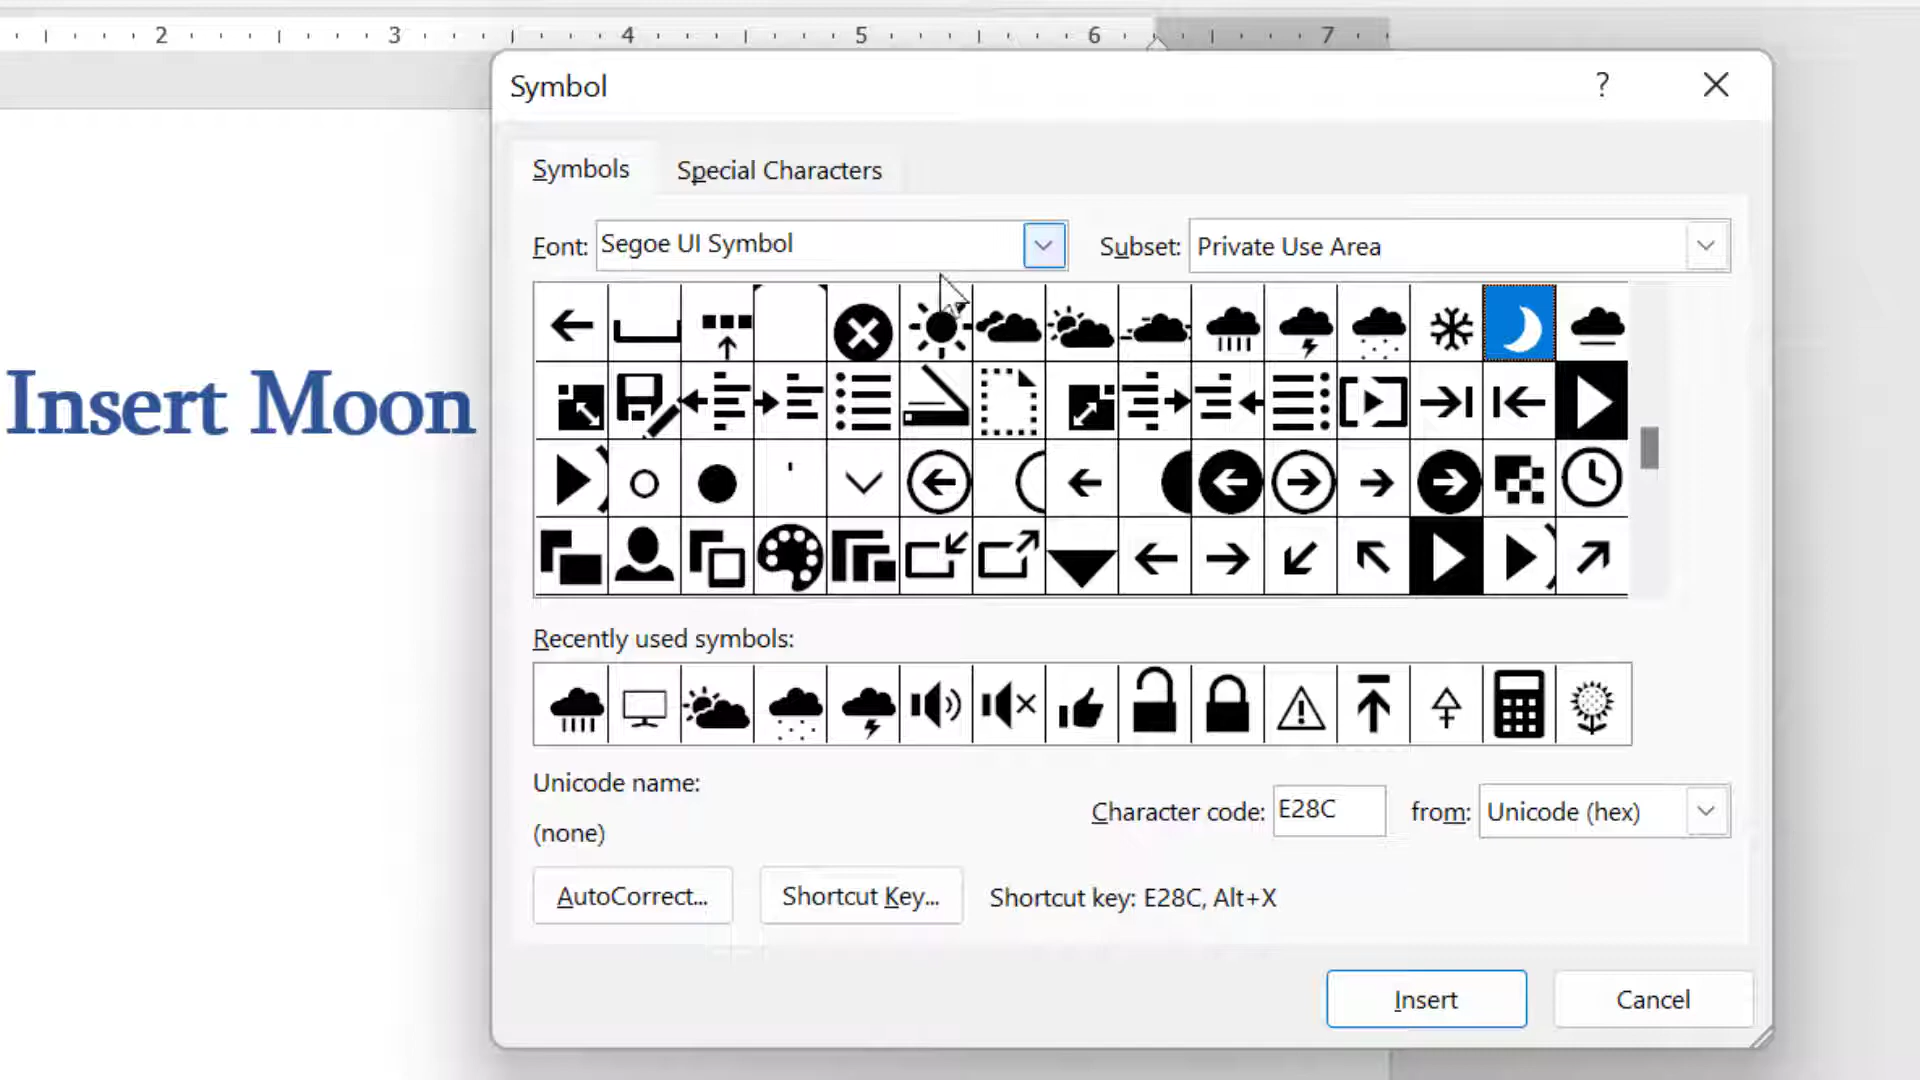 2 3 4 5 6 7
Symbol ?
Symbols Special Characters
Font: Segoe UI Symbol Subset: Private Use Area
Insert Moon
Recently used symbols:
Unicode name:
(none)
Character code: E28C from: Unicode (hex)
AutoCorrect... Shortcut Key... Shortcut key: E28C, Alt+X
Insert Cancel